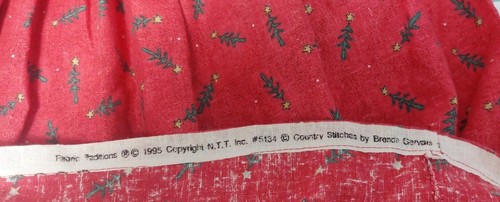 Fabric Traditions ®© 1995 Copyright N.T.T. Inc. #5134 © Country Stitches by Brenda Gervais